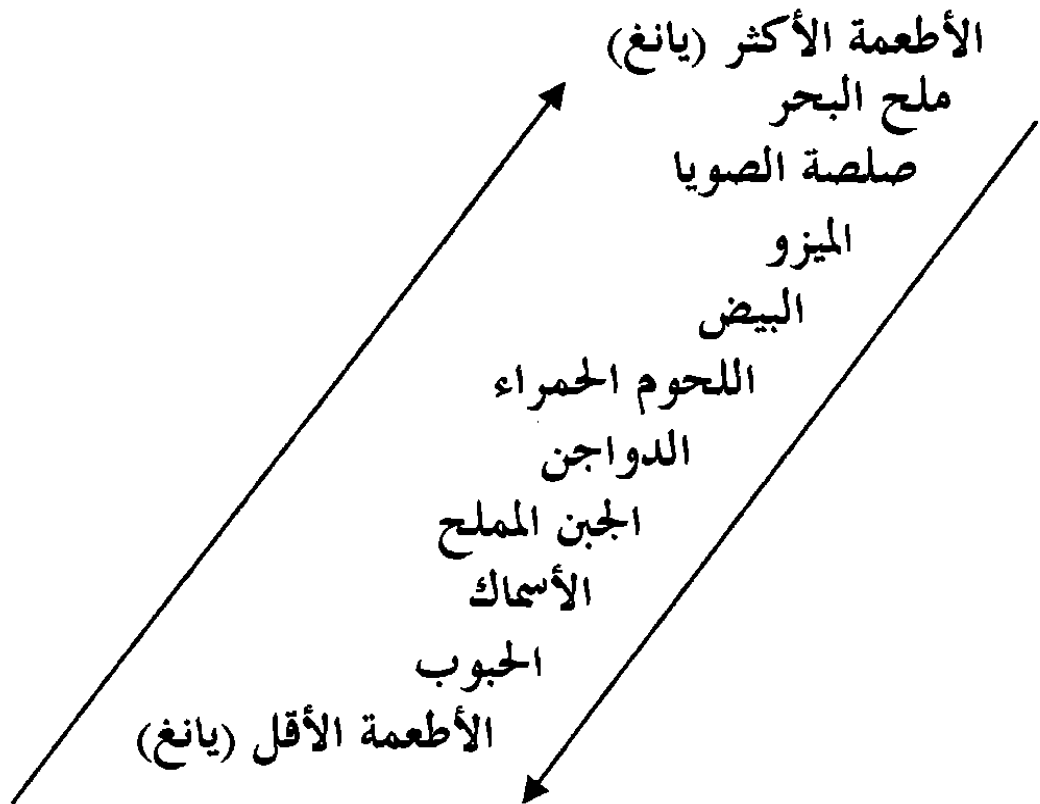 الأطعمة الأكثر (يانغ)
ملح البحر
صلصة الصويا
الميزو
البيض
اللحوم الحمراء
الدواجن
الجبن المملح
الأسماك
الحبوب
الأطعمة الأقل (يانغ)